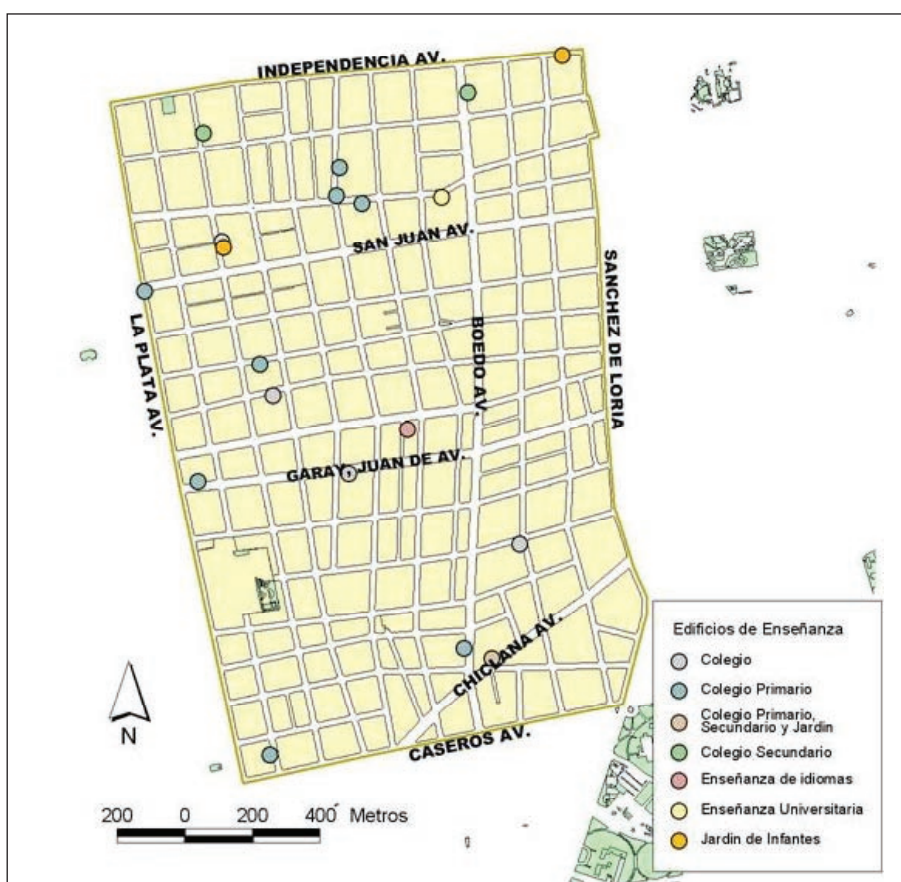 INDEPENDENCIA AV.
SAN JUAN AV.
SANCHEZ DE LORIA
BOEDO AV.
LA PLATA AV.
GARAY, JUAN DE AV.
CHICLANA AV.
CASEROS AV.
N
200 0 200 400 Metros
Edificios de Enseñanza
Colegio
Colegio Primario
Colegio Primario,
Secundario y Jardin
Colegio Secundario
Enseñanza de idiomas
Enseñanza Universitaria
Jardin de Infantes